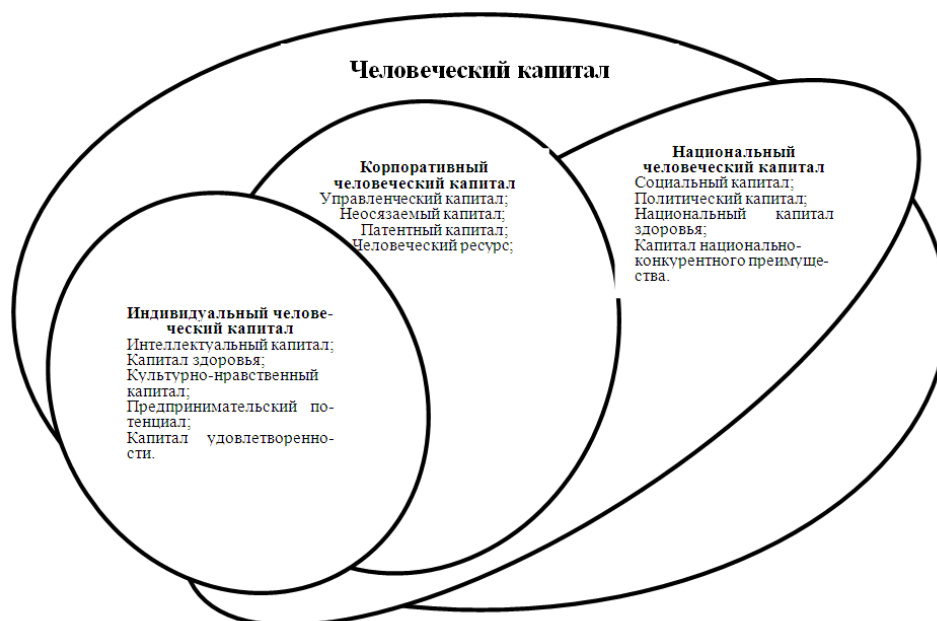 Человеческий капитал
Корпоративный
человеческий капитал
Управленческий капитал;
Неосязаемый капитал;
Патентный капитал;
Человеческий ресурс;
Национальный
человеческий капитал
Социальный капитал;
Политический капитал;
Национальный капитал
здоровья;
Капитал национально-
конкурентного преимуще-
ства.
Индивидуальный челове-
ческий капитал
Интеллектуальный капитал;
Капитал здоровья;
Культурно-нравственный
капитал;
Предпринимательский по-
тенциал;
Капитал удовлетворенно-
сти.